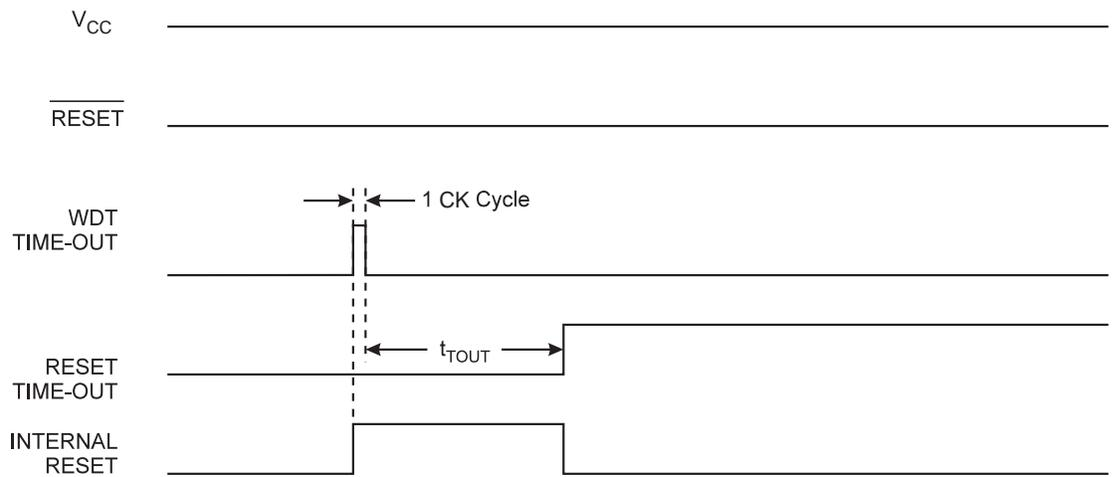 VCC
RESET
1 CK Cycle
WDT
TIME-OUT
tTOUT
RESET
TIME-OUT
INTERNAL
RESET